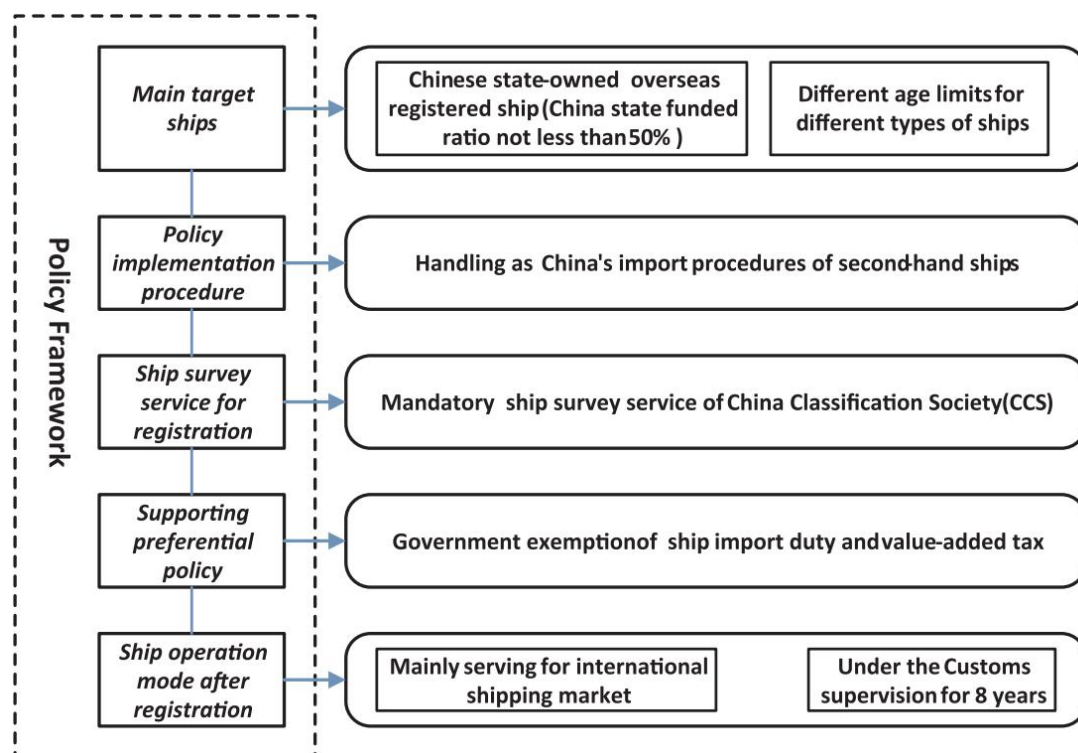 Policy Framework
Main target
ships
Chinese state-owned overseas
registered ship (China state funded
ratio not less than 50% )
Different age limits for
different types of ships
Policy
implementation
procedure
Handling as China's import procedures of second-hand ships
Ship survey
service for
registration
Mandatory ship survey service of China Classification Society(CCS)
Supporting
preferential
policy
Government exemptionof ship import duty and value-added tax
Ship operation
mode after
registration
Mainly serving for international
shipping market
Under the Customs
supervision for 8 years